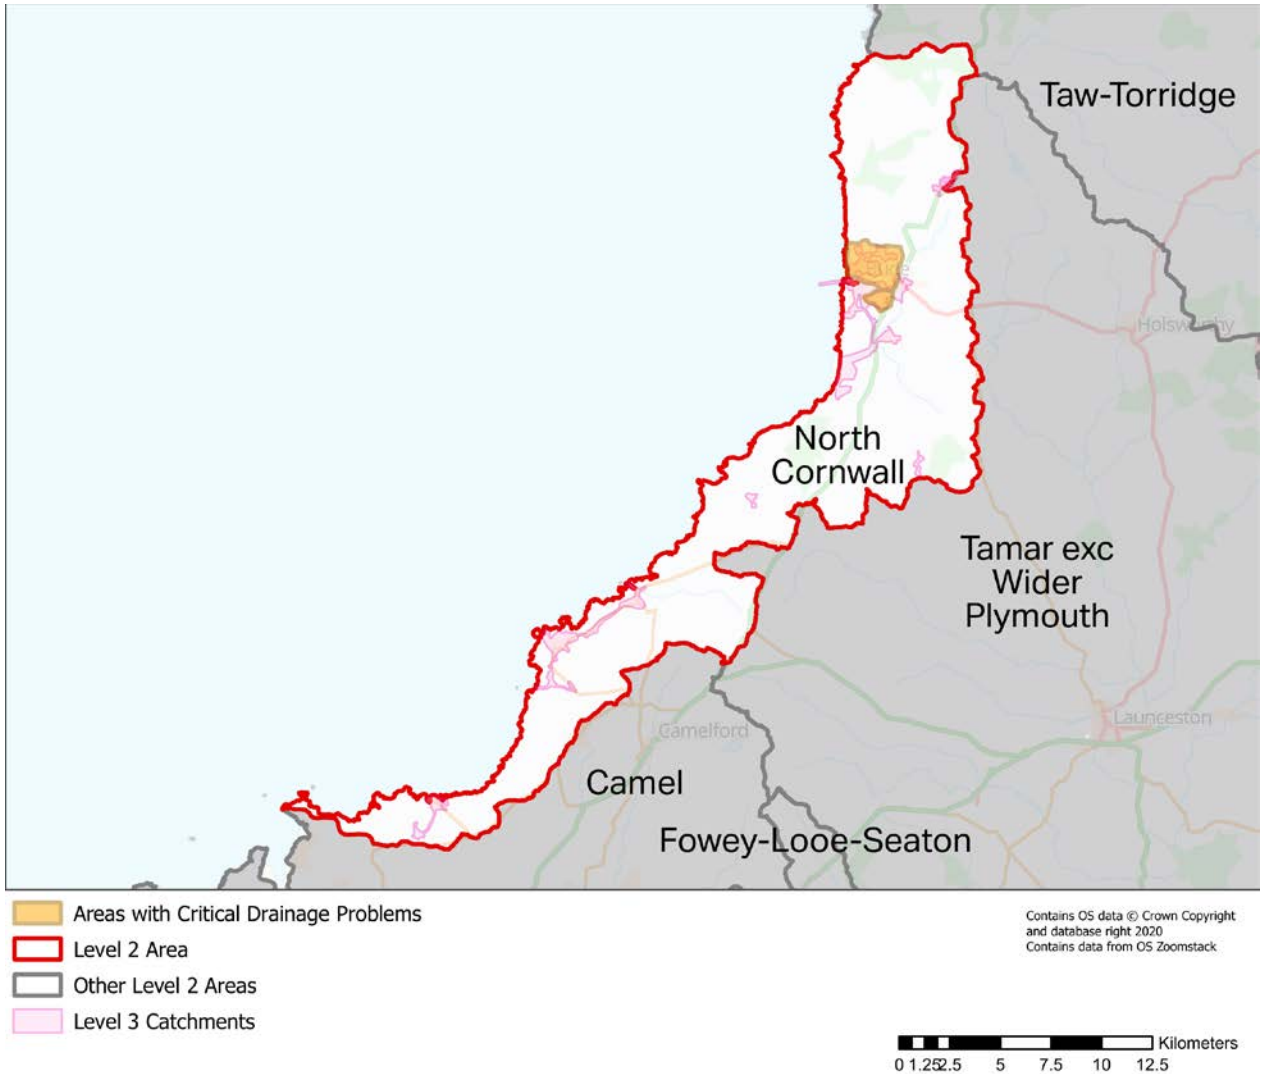 Taw-Torridge
Holsworthy
North
Cornwall
Tamar exc
Wider
Plymouth
Launceston
Camelford
Camel
Fowey-Looe-Seaton
Areas with Critical Drainage Problems
Level 2 Area
Other Level 2 Areas
Level 3 Catchments
Contains OS data © Crown Copyright
and database right 2020
Contains data from OS Zoomstack
Kilometers
0 1.25 2.5 5 7.5 10 12.5